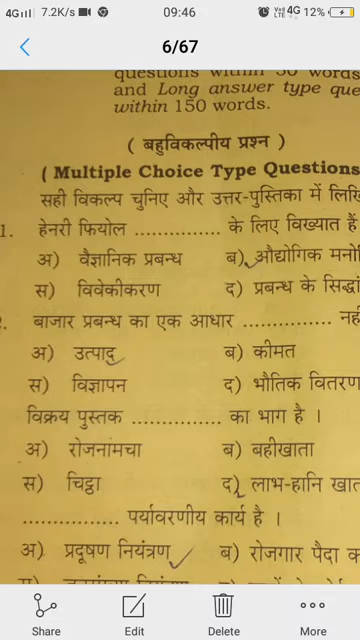 4G 7.2K/s 09:46 VoLTE 4G 12%
6/67
questions within 50 words
and Long answer type que
within 150 words.
( बहुविकल्पीय प्रश्न )
( Multiple Choice Type Questions
सही विकल्प चुनिए और उत्तर-पुस्तिका में लिखि
1. हेनरी फियोल .............. के लिए विख्यात हैं
अ) वैज्ञानिक प्रबन्ध ब) औद्योगिक मनो
स) विवेकीकरण द) प्रबन्ध के सिद्धां
2. बाजार प्रबन्ध का एक आधार .............. नही
अ) उत्पाद ब) कीमत
स) विज्ञापन द) भौतिक वितरण
विक्रय पुस्तक .............. का भाग है ।
अ) रोजनामचा ब) बहीखाता
स) चिट्ठा द) लाभ-हानि खात
............... पर्यावरणीय कार्य है ।
अ) प्रदूषण नियंत्रण ब) रोजगार पैदा क
Share Edit Delete More